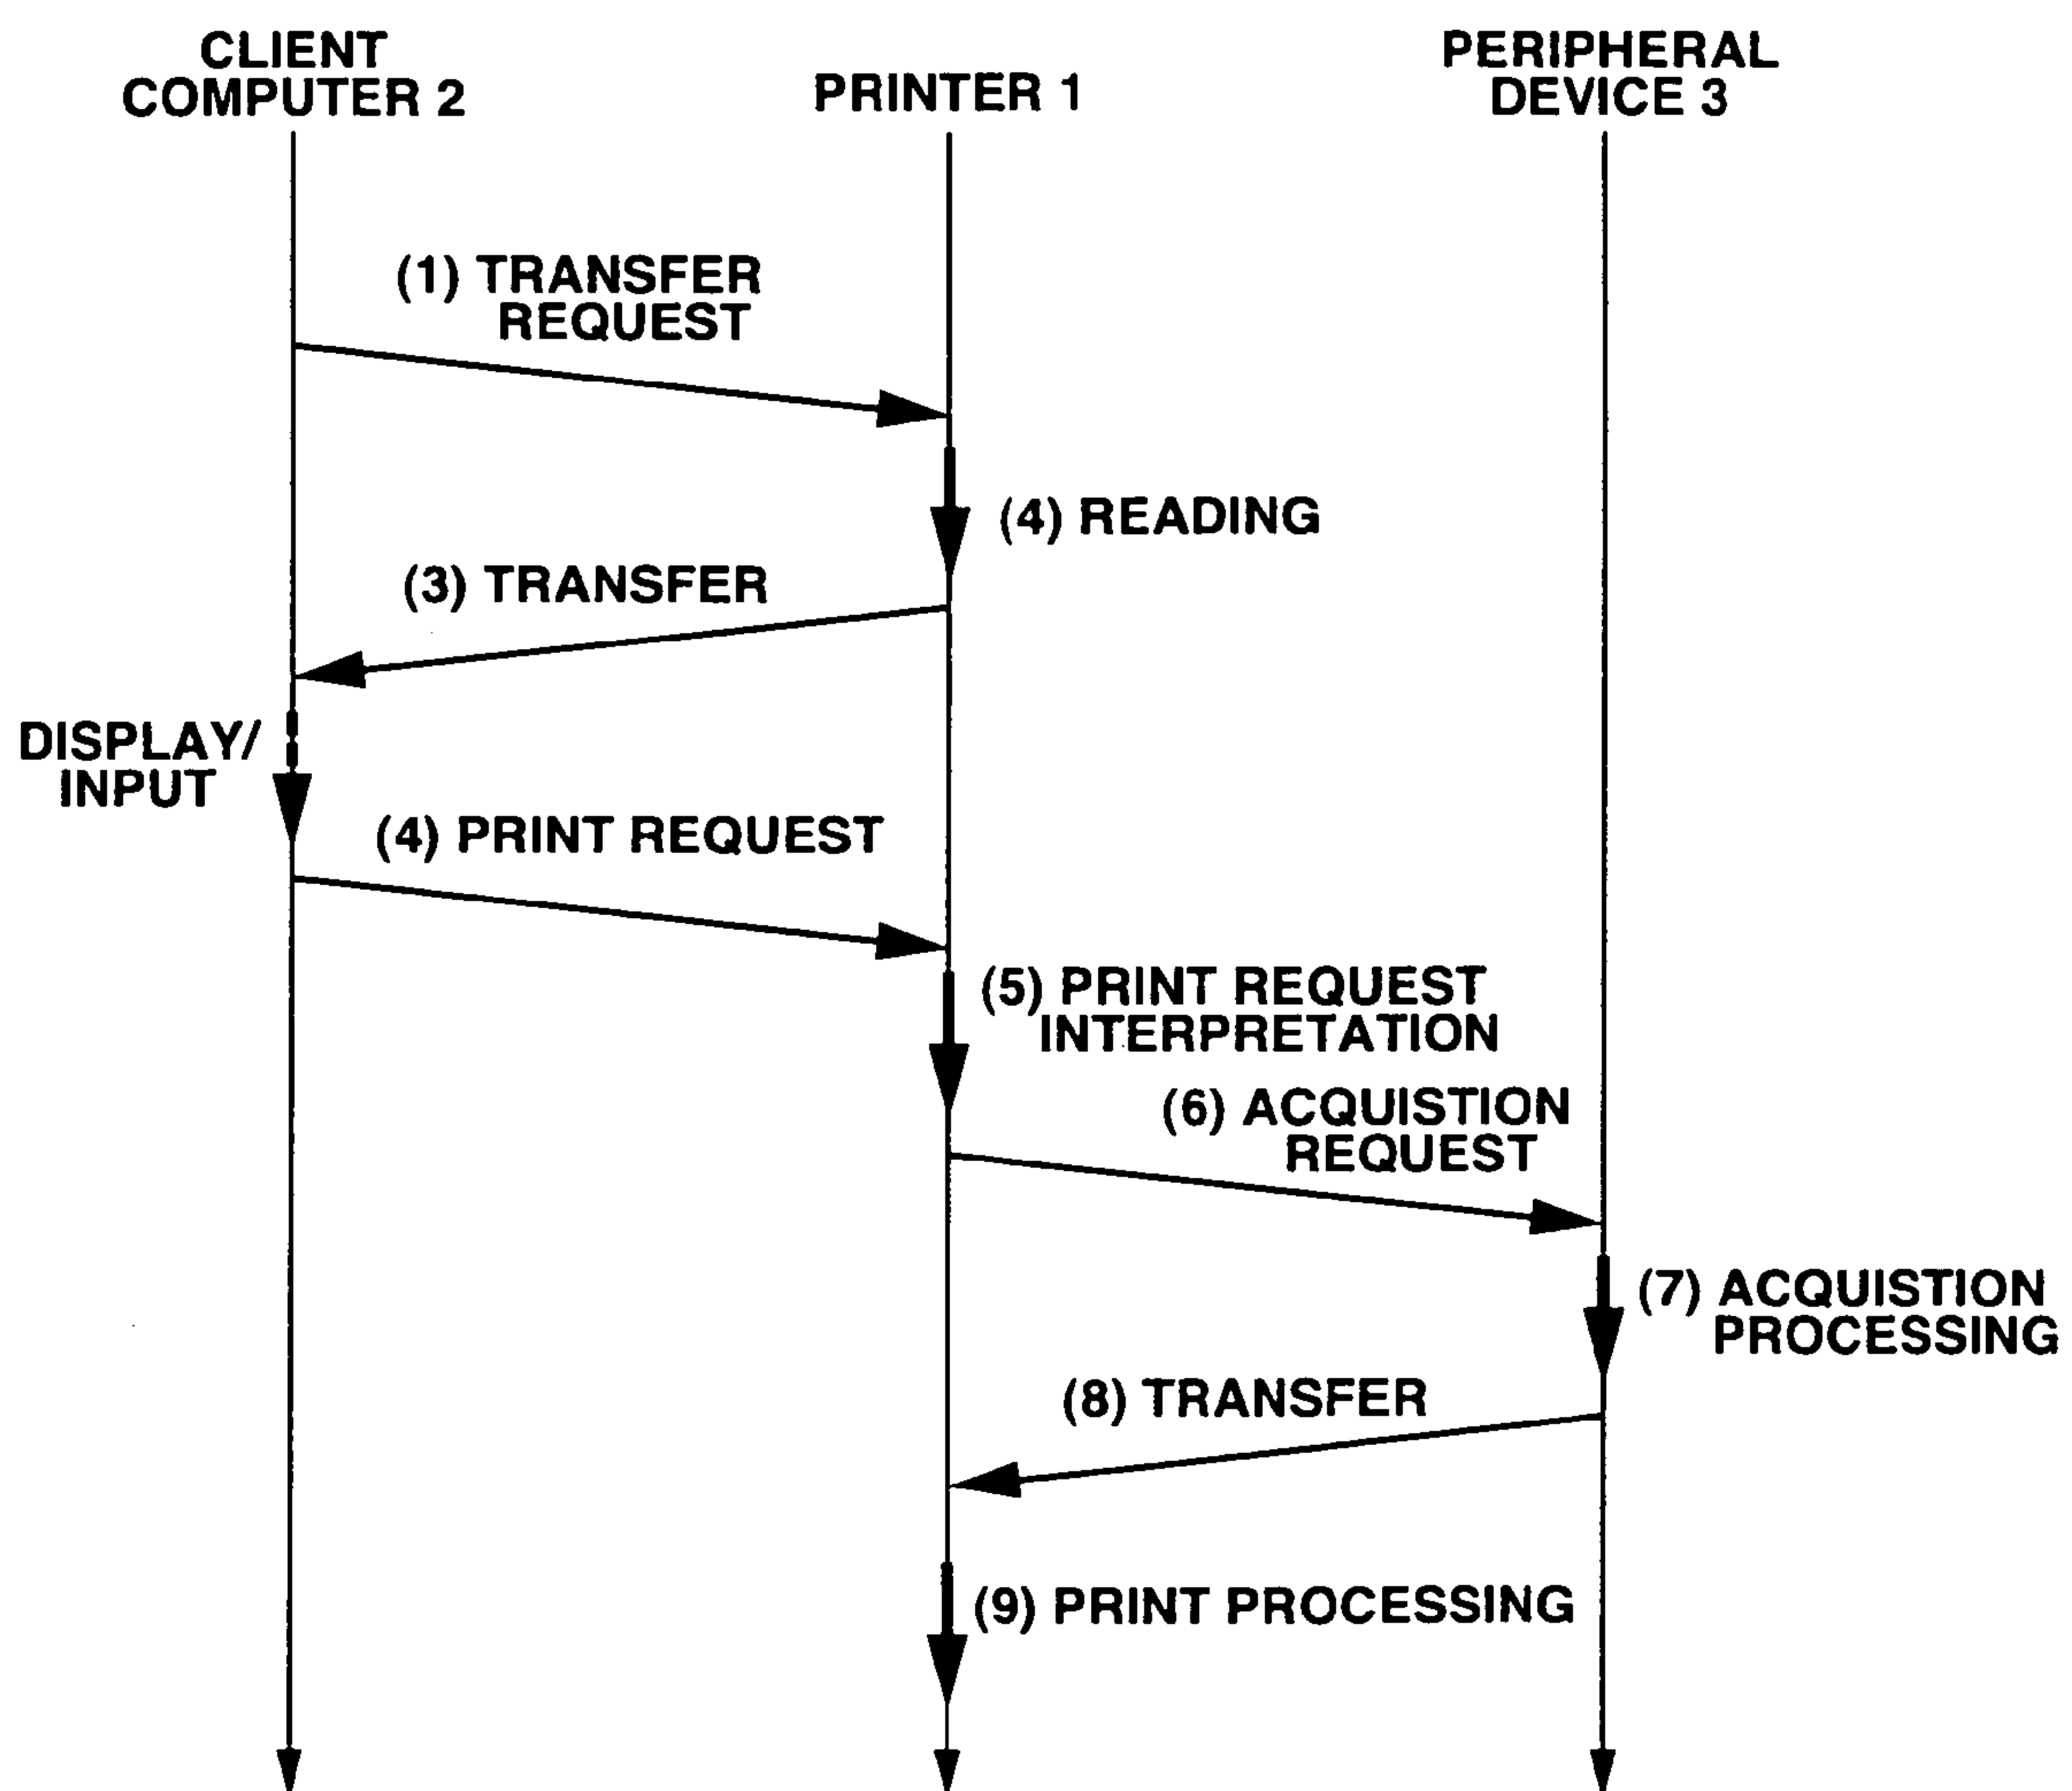 CLIENT
COMPUTER 2
PRINTER 1
PERIPHERAL
DEVICE 3
(1) TRANSFER
REQUEST
(4) READING
(3) TRANSFER
DISPLAY/
INPUT
(4) PRINT REQUEST
(5) PRINT REQUEST
INTERPRETATION
(6) ACQUISTION
REQUEST
(7) ACQUISTION
PROCESSING
(8) TRANSFER
(9) PRINT PROCESSING